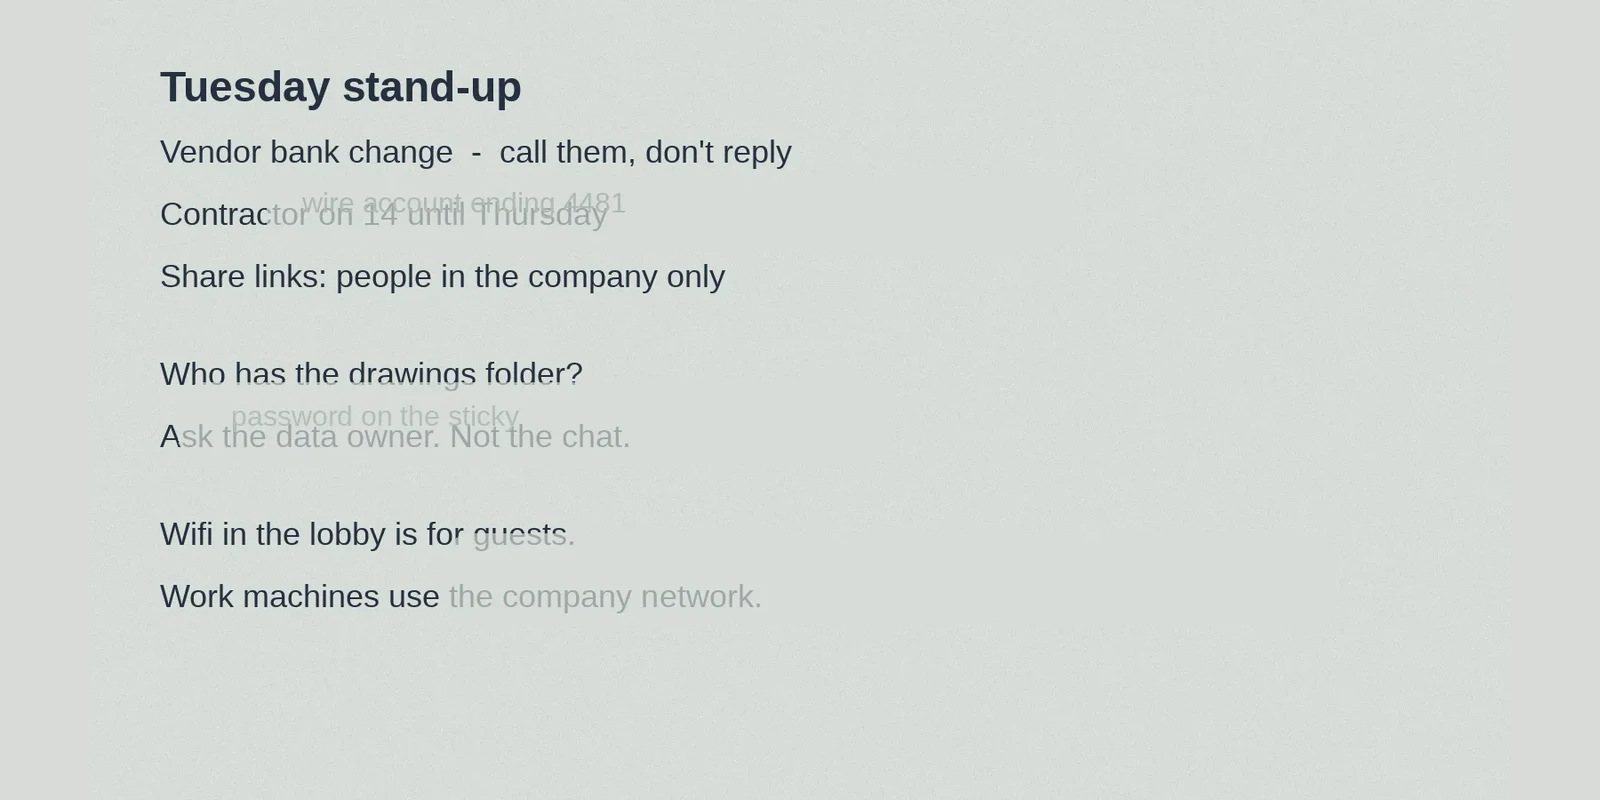 Tuesday stand-up
Vendor bank change - call them, don't reply
wire account ending 4481
Contractor on 14 until Thursday
Share links: people in the company only
Who has the drawings folder?
password on the sticky
Ask the data owner. Not the chat.
Wifi in the lobby is for guests.
Work machines use the company network.